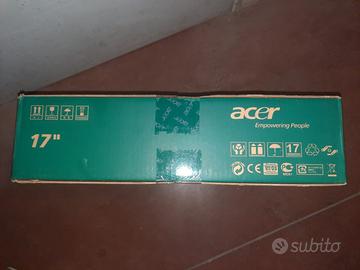 17"
acer
Empowering People
17
subito